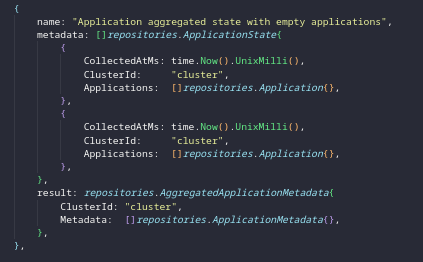 {
    name: "Application aggregated state with empty applications",
    metadata: []repositories.ApplicationState{
        {
            CollectedAtMs: time.Now().UnixMilli(),
            ClusterId:     "cluster",
            Applications:  []repositories.Application{},
        },
        {
            CollectedAtMs: time.Now().UnixMilli(),
            ClusterId:     "cluster",
            Applications:  []repositories.Application{},
        },
    },
    result: repositories.AggregatedApplicationMetadata{
        ClusterId: "cluster",
        Metadata:  []repositories.ApplicationMetadata{},
    },
},